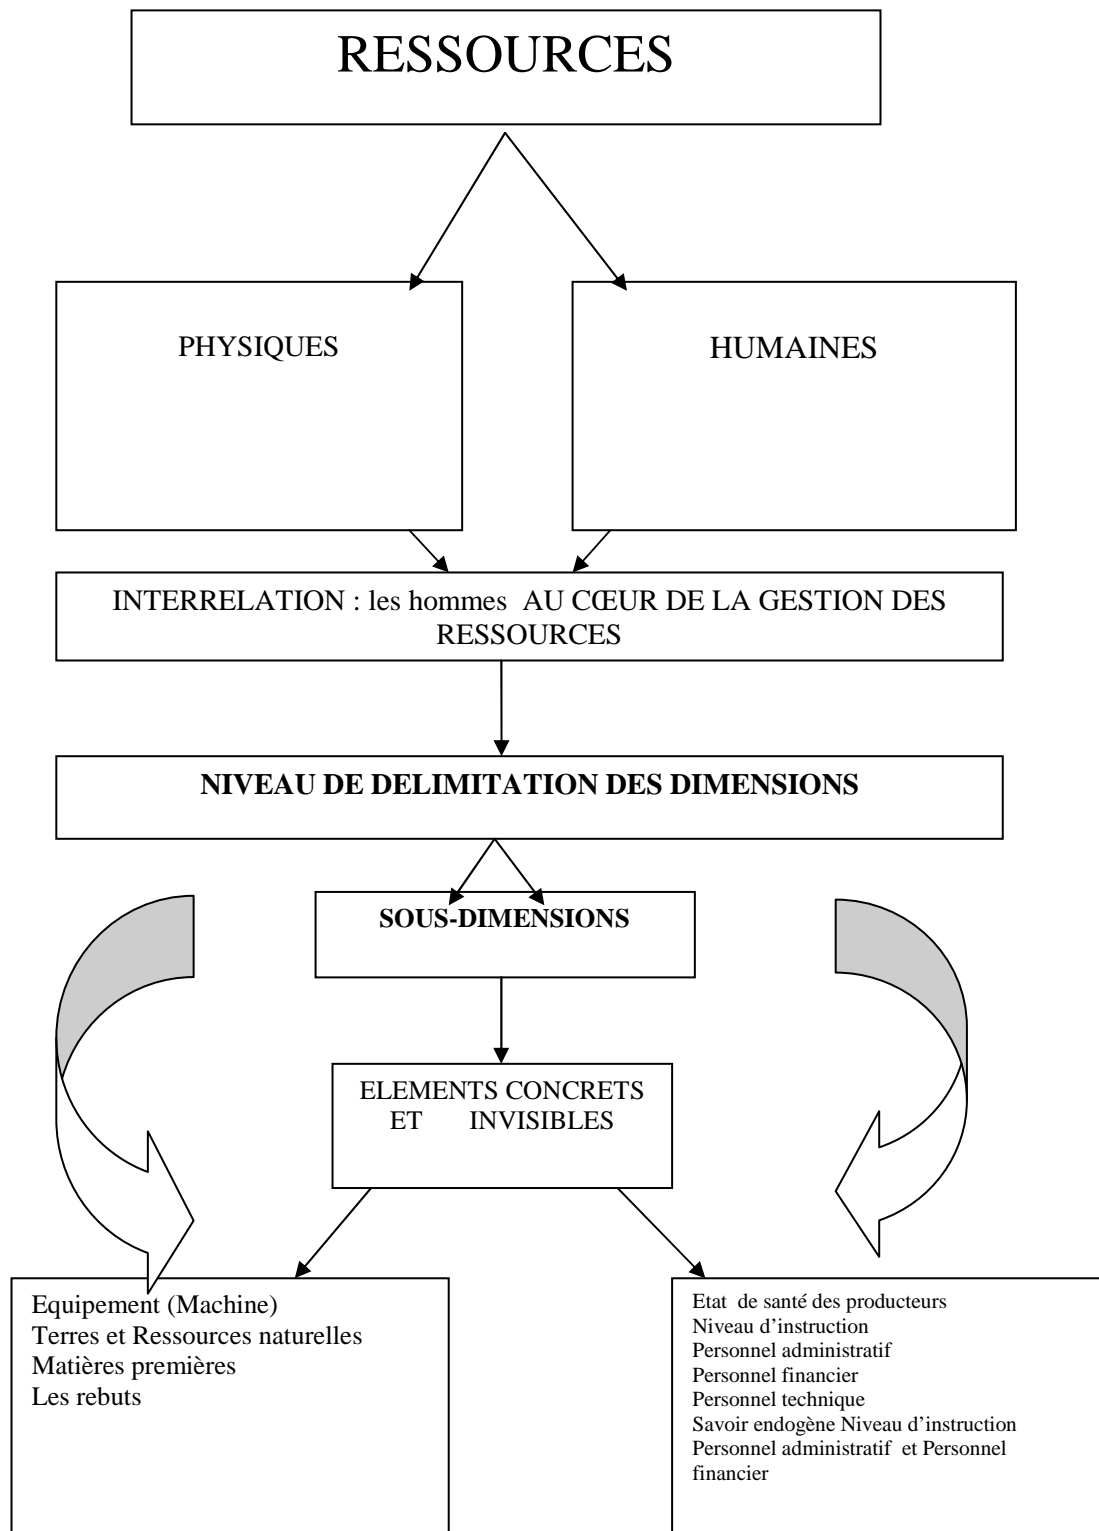 RESSOURCES
PHYSIQUES
HUMAINES
INTERRELATION : les hommes AU CŒUR DE LA GESTION DES
RESSOURCES
NIVEAU DE DELIMITATION DES DIMENSIONS
SOUS-DIMENSIONS
ELEMENTS CONCRETS
ET INVISIBLES
Equipement (Machine)
Terres et Ressources naturelles
Matières premières
Les rebuts
Etat de santé des producteurs
Niveau d'instruction
Personnel administratif
Personnel financier
Personnel technique
Savoir endogène Niveau d'instruction
Personnel administratif et Personnel
financier